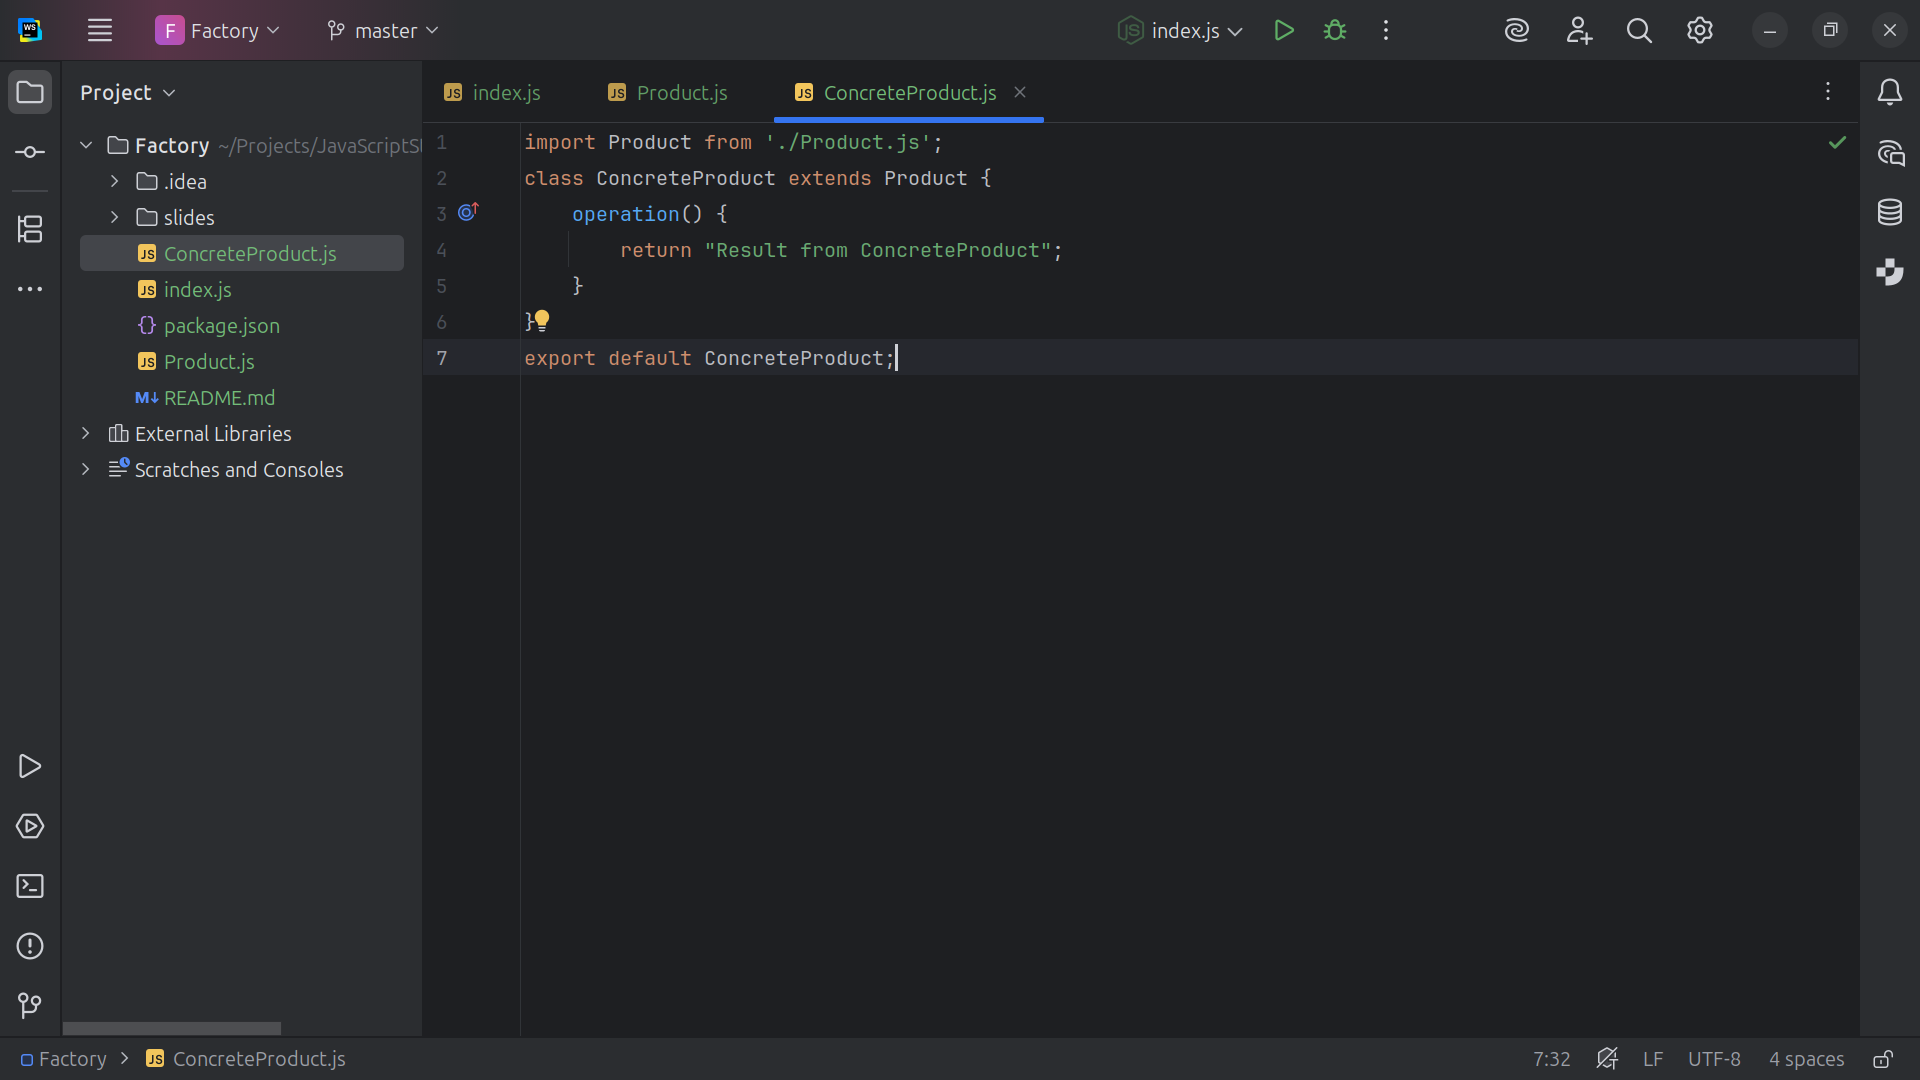 WS
F Factory
master
JS index.js
Project
JS index.js
JS Product.js
JS ConcreteProduct.js
Factory ~/Projects/JavaScript
.idea
slides
JS ConcreteProduct.js
JS index.js
{} package.json
JS Product.js
M↓ README.md
External Libraries
Scratches and Consoles
1 import Product from './Product.js';
2 class ConcreteProduct extends Product {
3 operation() {
4 return "Result from ConcreteProduct";
5 }
6 }
7 export default ConcreteProduct;
Factory > JS ConcreteProduct.js
7:32
LF
UTF-8
4 spaces